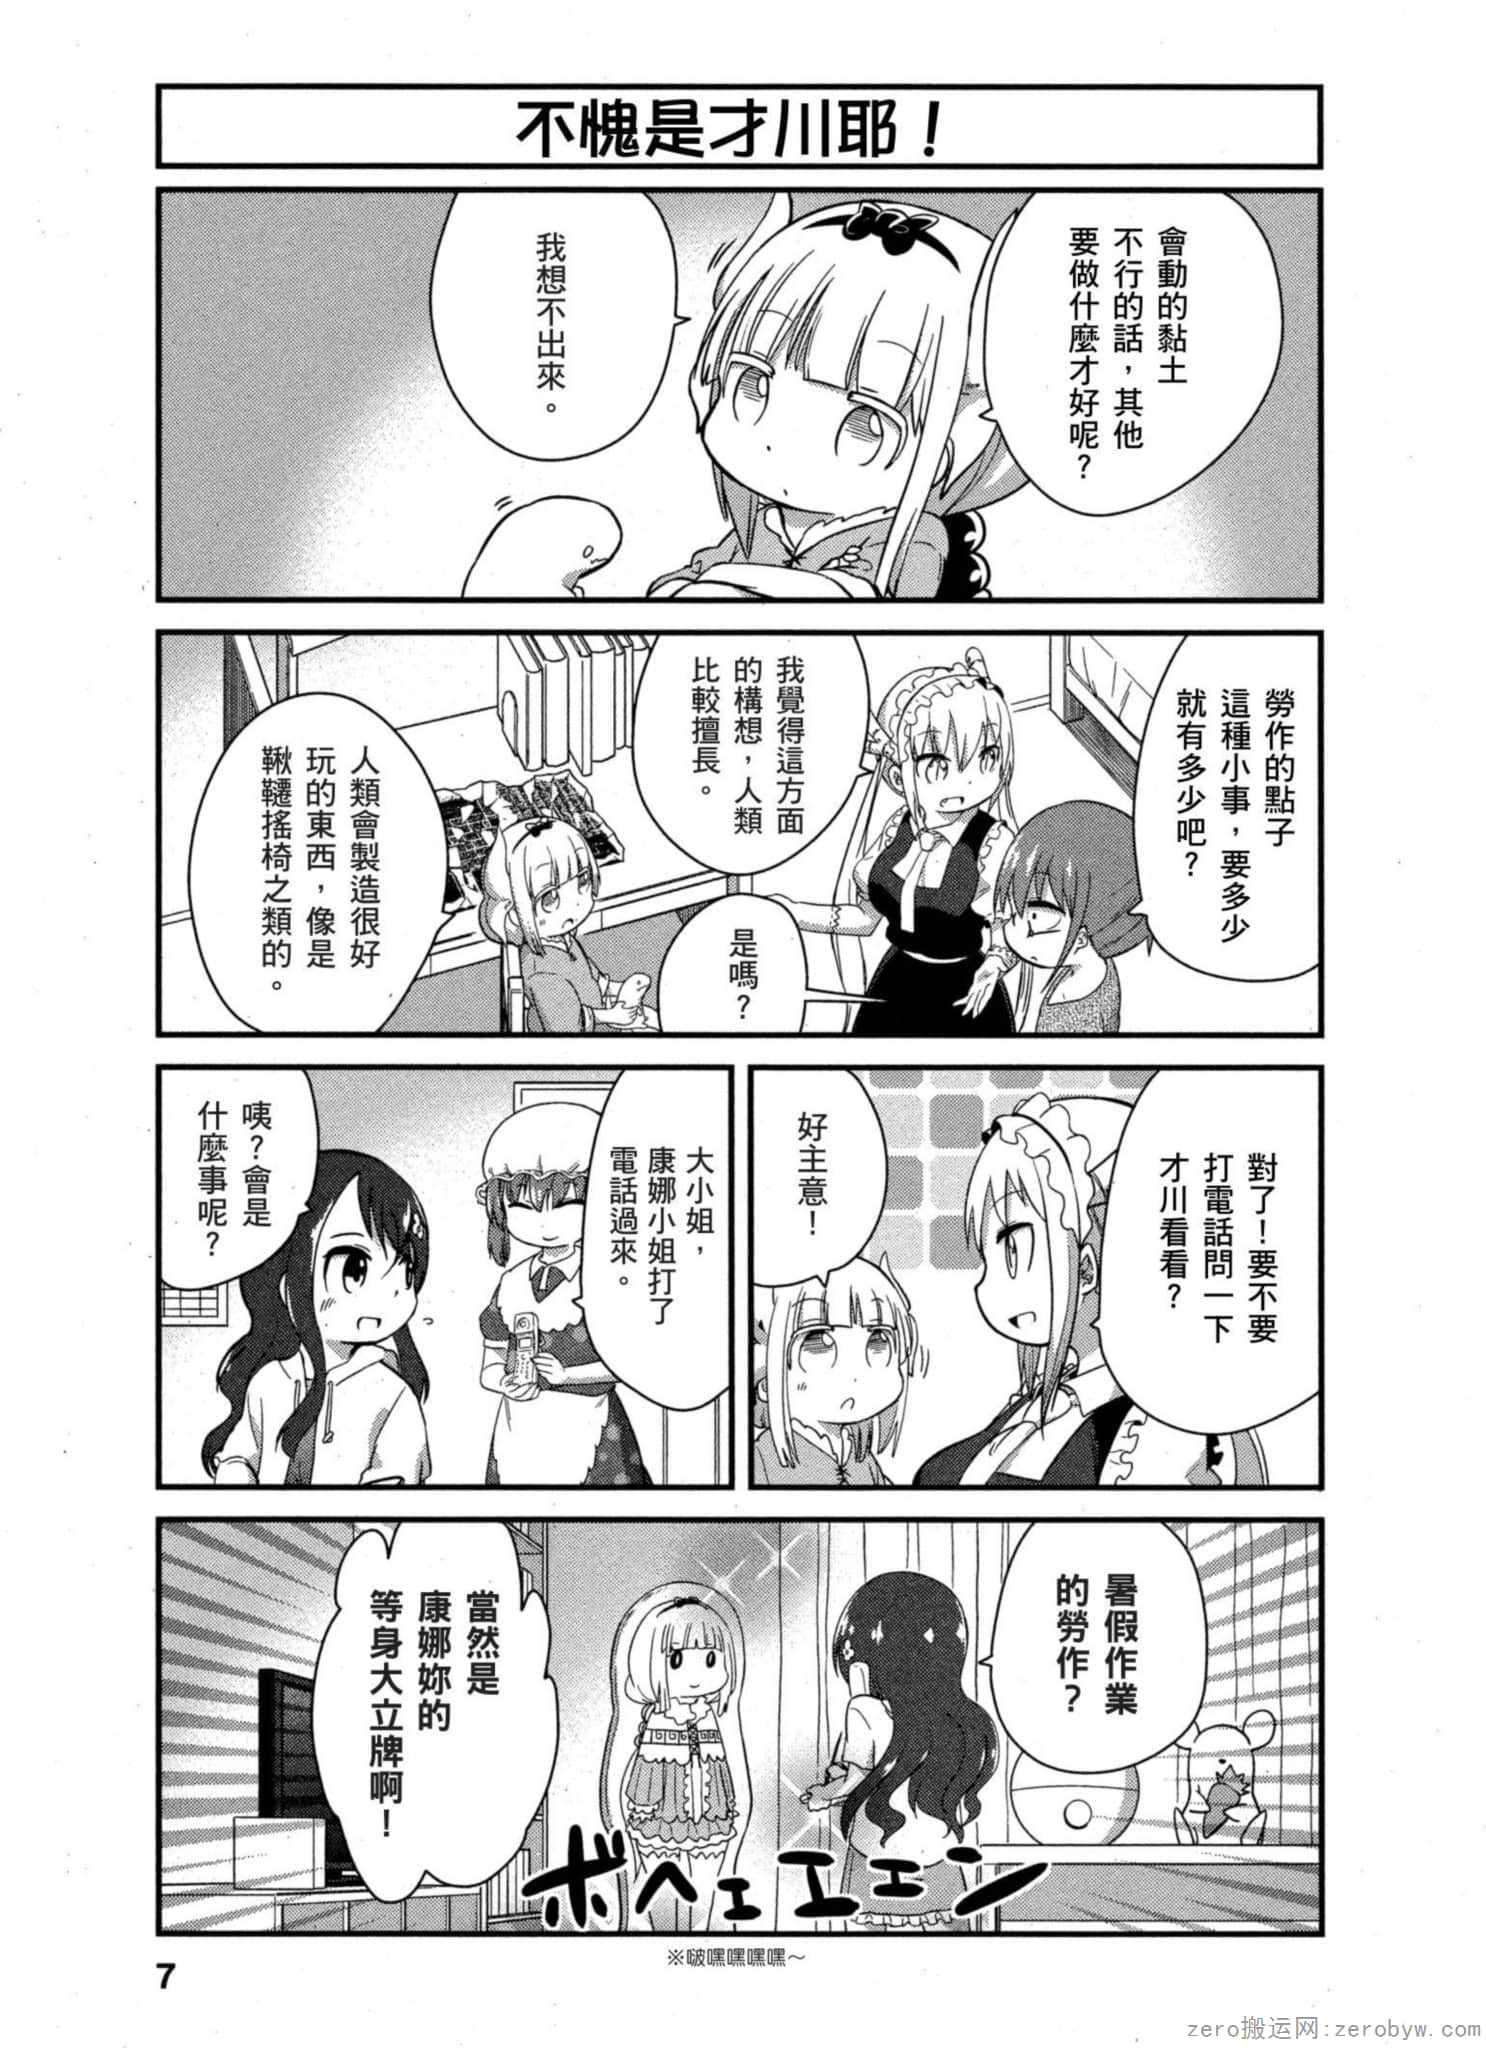 不愧是才川耶！
會動的黏土
不行的話，其他
要做什麼才好呢？
我想不出來。
勞作的點子
這種小事，要多少
就有多少吧？
我覺得這方面
的構想，人類
比較擅長。
是嗎？
人類會製造很好
玩的東西，像是
鞦韆搖椅之類的。
對了！要不要
打電話問一下
才川看看？
好主意！
大小姐，
康娜小姐打了
電話過來。
咦？會是
什麼事呢？
暑假作業
的勞作？
當然是
康娜妳的
等身大立牌啊！
ボヘェエェン
※啵嘿嘿嘿嘿～
7
zero搬运网:zerobyw.com